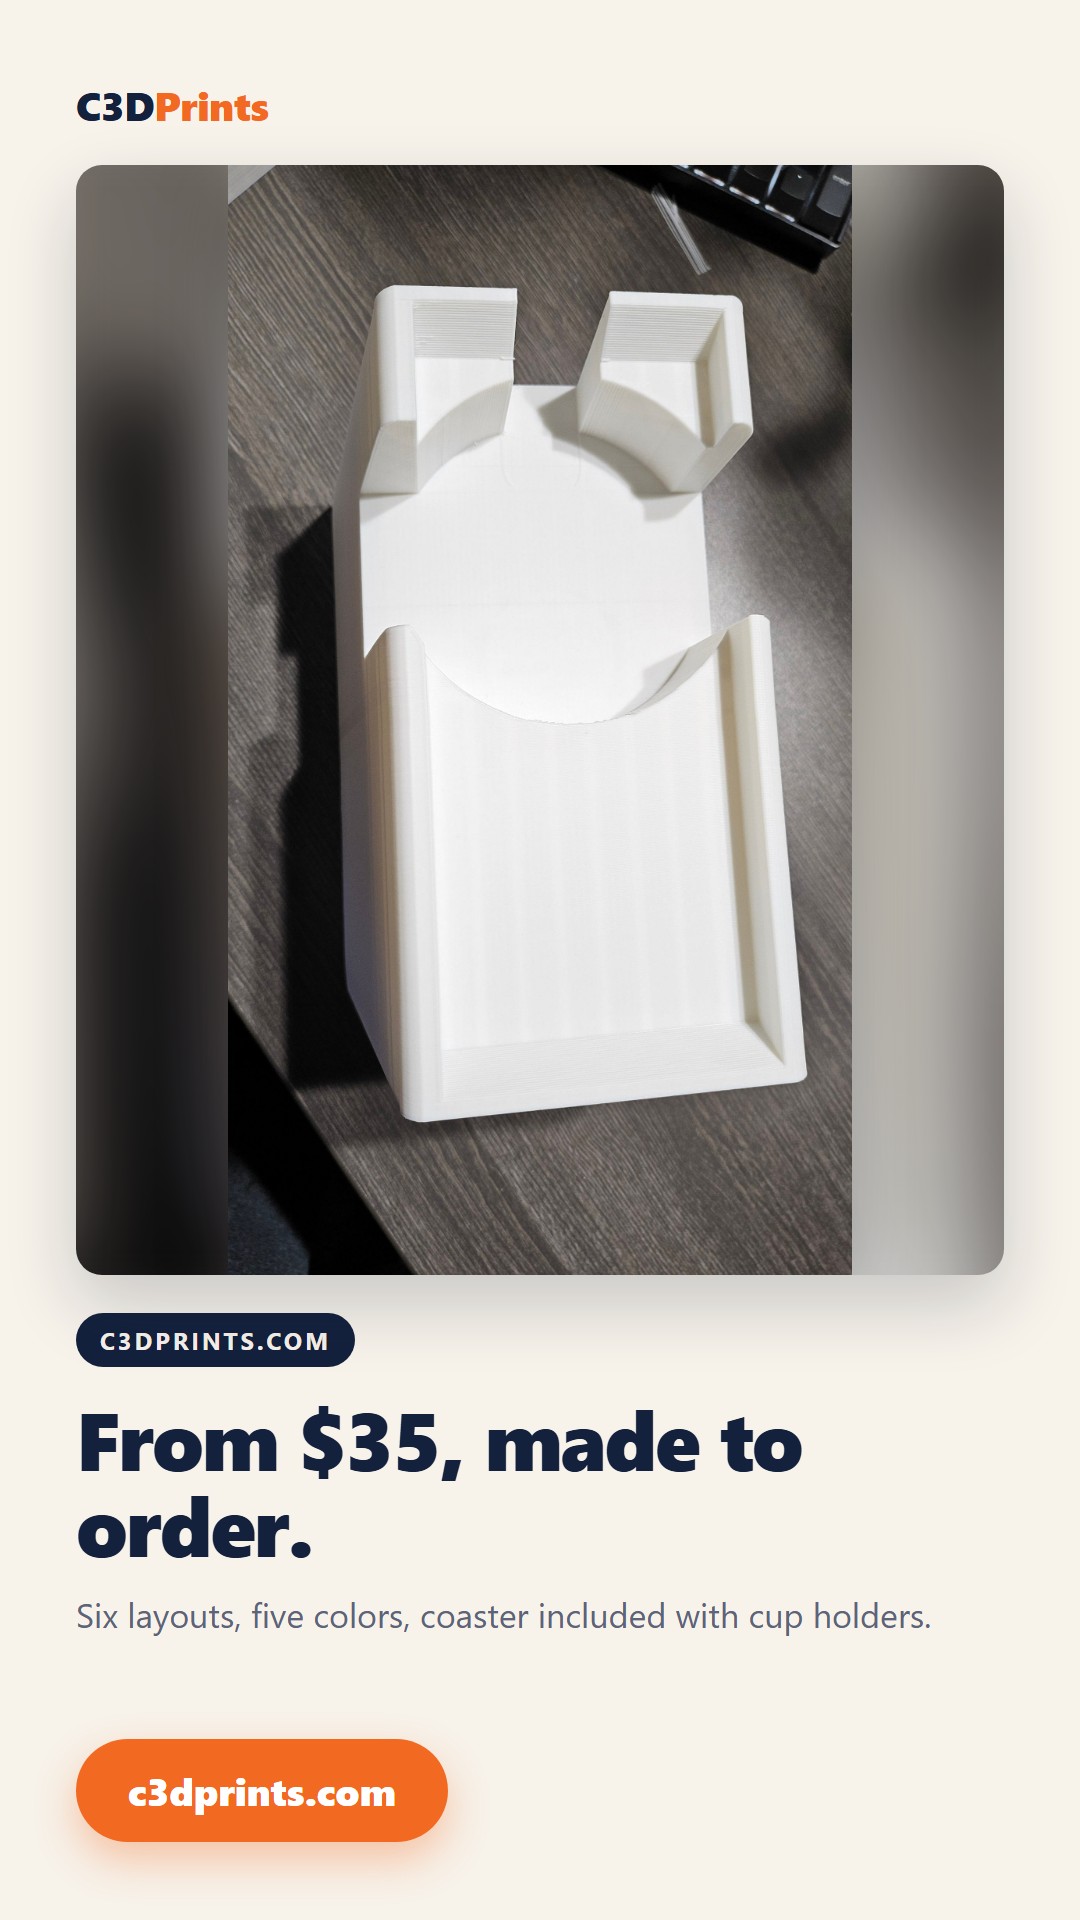 C3DPrints
C3DPRINTS.COM
From $35, made to
order.
Six layouts, five colors, coaster included with cup holders.
c3dprints.com